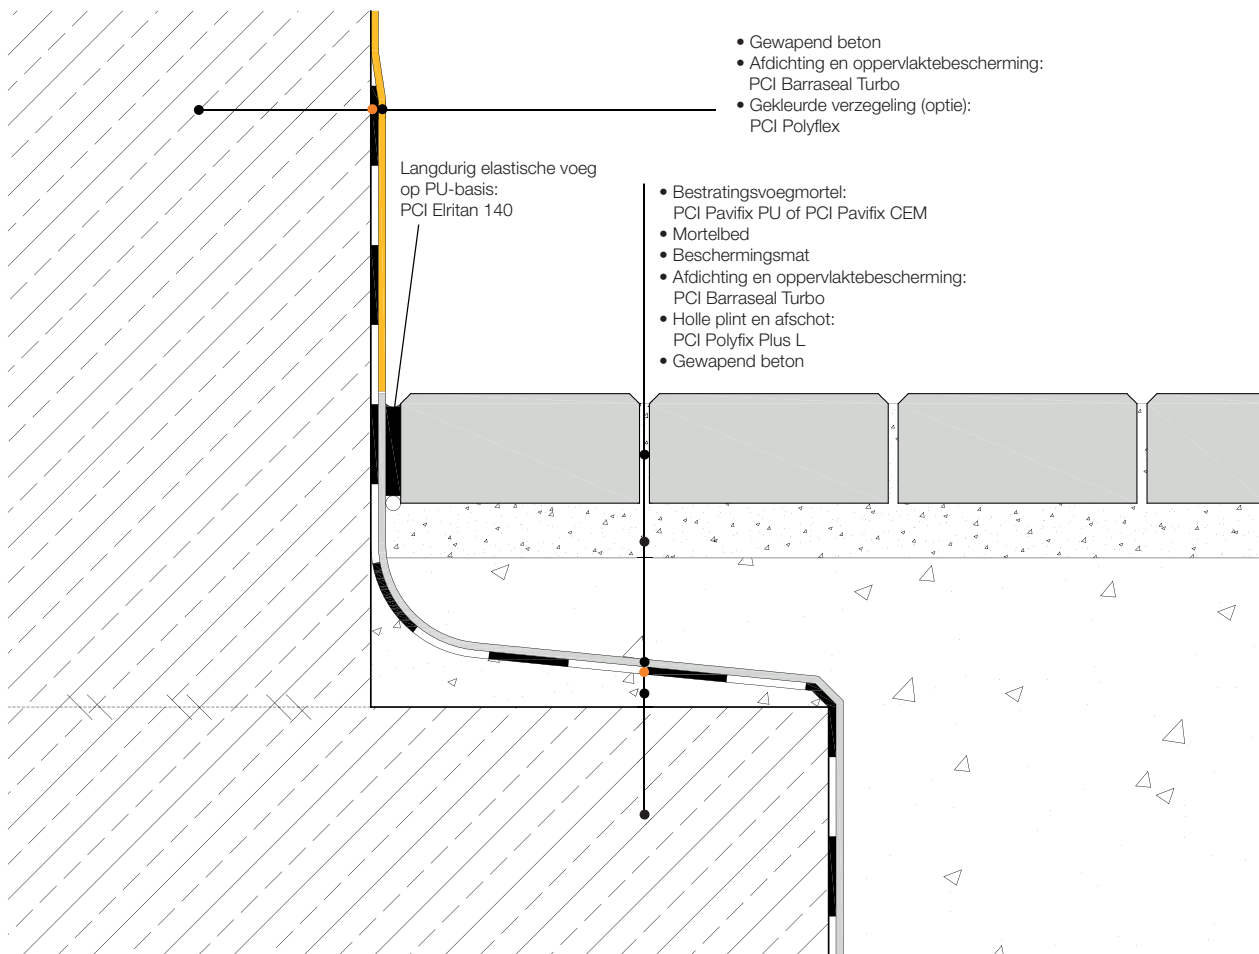 • Gewapend beton
• Afdichting en oppervlaktebescherming:
PCI Barraseal Turbo
• Gekleurde verzegeling (optie):
PCI Polyflex
Langdurig elastische voeg
op PU-basis:
PCI Elritan 140
• Bestratingsvoegmortel:
PCI Pavifix PU of PCI Pavifix CEM
• Mortelbed
• Beschermingsmat
• Afdichting en oppervlaktebescherming:
PCI Barraseal Turbo
• Holle plint en afschot:
PCI Polyfix Plus L
• Gewapend beton